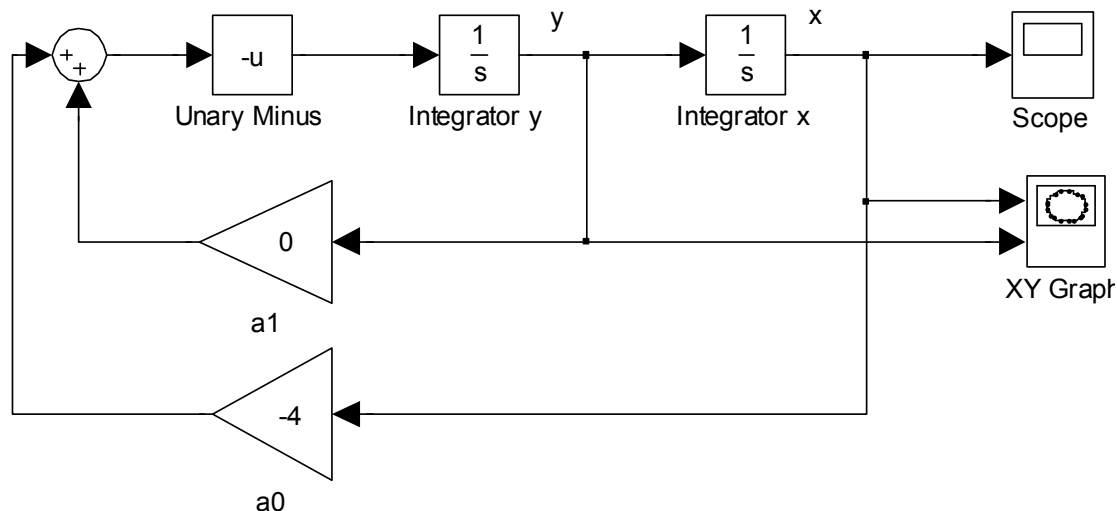 y
x
+
+
-u
1
s
1
s
Unary Minus
Integrator y
Integrator x
Scope
0
XY Graph
a1
-4
a0